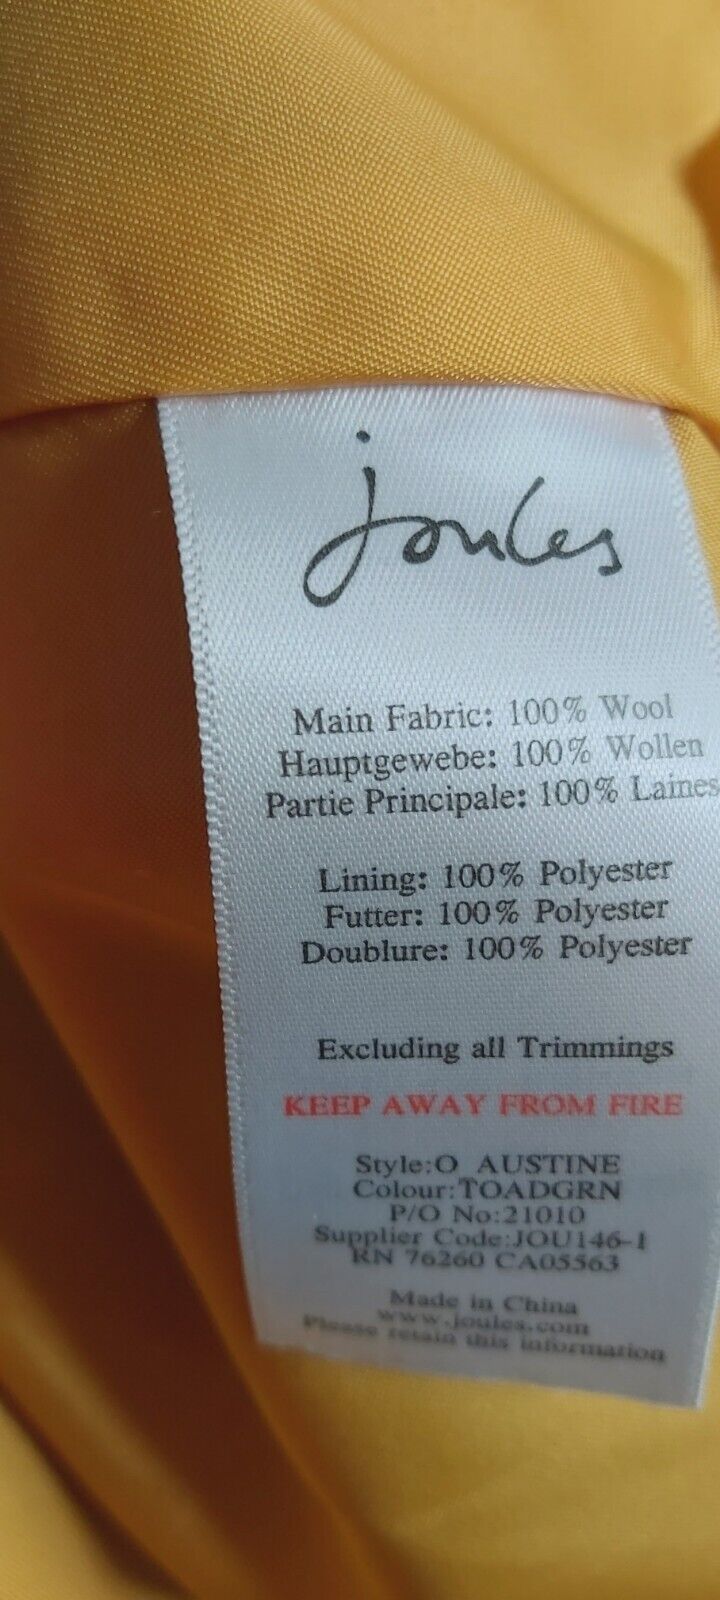 joules
Main Fabric: 100% Wool
Hauptgewebe: 100% Wollen
Partie Principale: 100% Laines
Lining: 100% Polyester
Futter: 100% Polyester
Doublure: 100% Polyester
Excluding all Trimmings
KEEP AWAY FROM FIRE
Style:O AUSTINE
Colour:TOADGRN
P/O No:21010
Supplier Code:JOU146-1
RN 76260 CA05563
Made in China
www.joules.com
Please retain this information